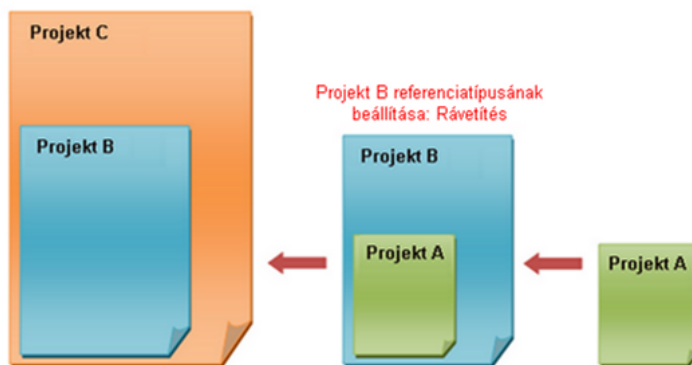 Projekt C
Projekt B
Projekt B referenciatípusának
beállítása: Rávetítés
Projekt B
Projekt A
Projekt A